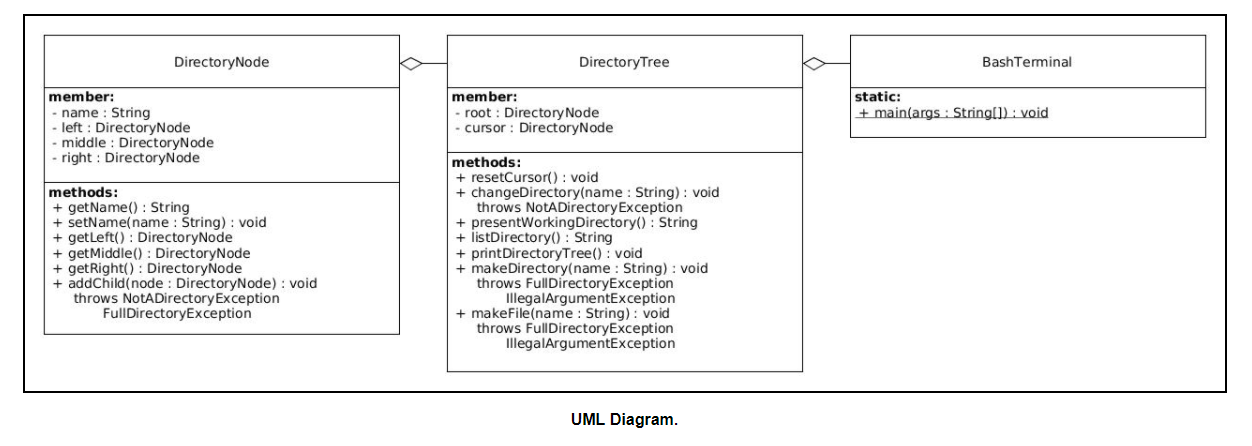 DirectoryNode
member:
- name : String
- left : DirectoryNode
- middle : DirectoryNode
- right : DirectoryNode
methods:
+ getName() : String
+ setName(name : String) : void
+ getLeft() : DirectoryNode
+ getMiddle() : DirectoryNode
+ getRight() : DirectoryNode
+ addChild(node : DirectoryNode) : void
throws NotADirectoryException
FullDirectoryException
DirectoryTree
member:
- root : DirectoryNode
- cursor : DirectoryNode
methods:
+ resetCursor() : void
+ changeDirectory(name : String) : void
throws NotADirectoryException
+ presentWorkingDirectory() : String
+ listDirectory() : String
+ printDirectoryTree() : void
+ makeDirectory(name : String) : void
throws FullDirectoryException
IllegalArgumentException
+ makeFile(name : String) : void
throws FullDirectoryException
IllegalArgumentException
BashTerminal
static:
+ main(args : String[]) : void
UML Diagram.